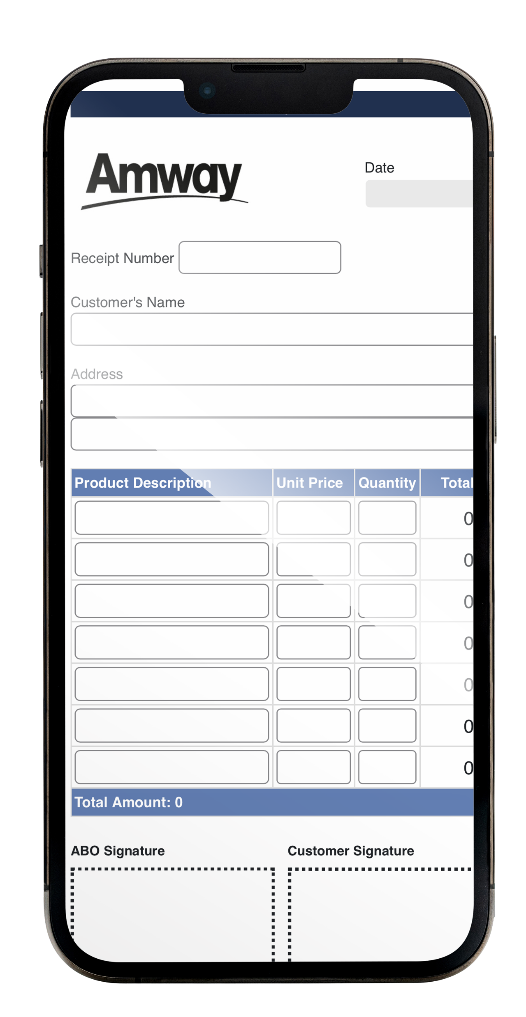 Amway
Date
Receipt Number
Customer's Name
Address
Product Description Unit Price Quantity Total
0
0
0
0
0
0
0
Total Amount: 0
ABO Signature Customer Signature